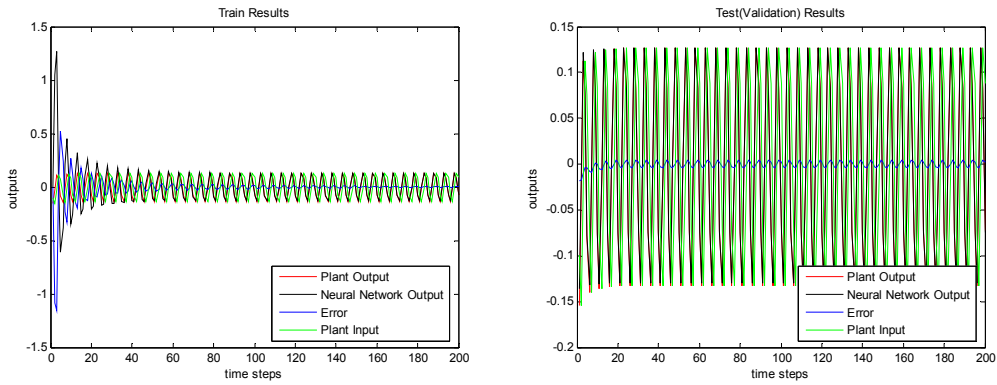 Train Results
1.5
1
0.5
0
-0.5
-1
-1.5
outputs
0 20 40 60 80 100 120 140 160 180 200
time steps
Plant Output
Neural Network Output
Error
Plant Input
Test(Validation) Results
0.15
0.1
0.05
0
-0.05
-0.1
-0.15
-0.2
outputs
0 20 40 60 80 100 120 140 160 180 200
time steps
Plant Output
Neural Network Output
Error
Plant Input